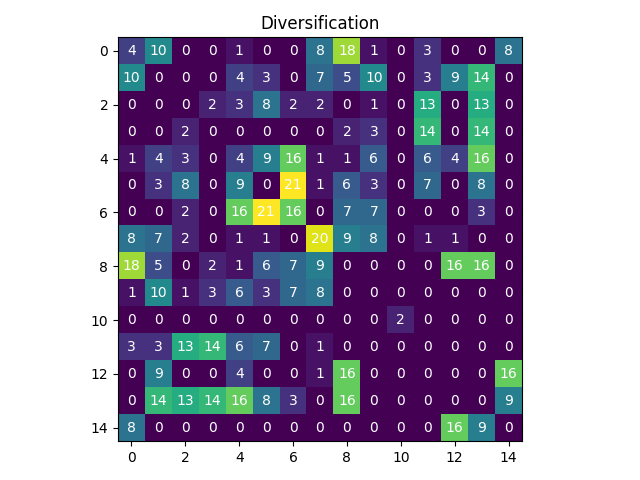 Diversification
0 4 10 0 0 1 0 0 8 18 1 0 3 0 0 8
10 0 0 0 4 3 0 7 5 10 0 3 9 14 0
2 0 0 0 2 3 8 2 2 0 1 0 13 0 13 0
0 0 2 0 0 0 0 0 2 3 0 14 0 14 0
4 1 4 3 0 4 9 16 1 1 6 0 6 4 16 0
0 3 8 0 9 0 21 1 6 3 0 7 0 8 0
6 0 0 2 0 16 21 16 0 7 7 0 0 0 3 0
8 7 2 0 1 1 0 20 9 8 0 1 1 0 0
8 18 5 0 2 1 6 7 9 0 0 0 0 16 16 0
1 10 1 3 6 3 7 8 0 0 0 0 0 0 0
10 0 0 0 0 0 0 0 0 0 0 2 0 0 0 0
3 3 13 14 6 7 0 1 0 0 0 0 0 0 0
12 0 9 0 0 4 0 0 1 16 0 0 0 0 0 16
0 14 13 14 16 8 3 0 16 0 0 0 0 0 9
14 8 0 0 0 0 0 0 0 0 0 0 0 16 9 0
0 2 4 6 8 10 12 14